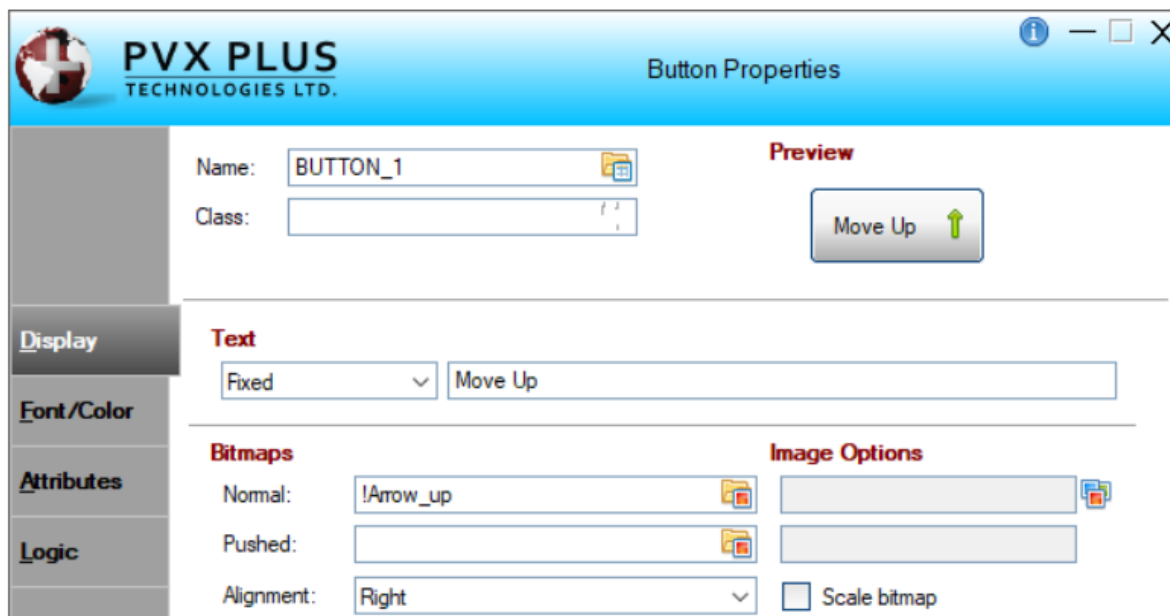 PVX PLUS
TECHNOLOGIES LTD.
Button Properties
Name: BUTTON_1
Class:
Preview
Move Up
Display
Text
Fixed Move Up
Font/Color
Bitmaps Image Options
Attributes
Normal: !Arrow_up
Pushed:
Logic
Alignment: Right Scale bitmap